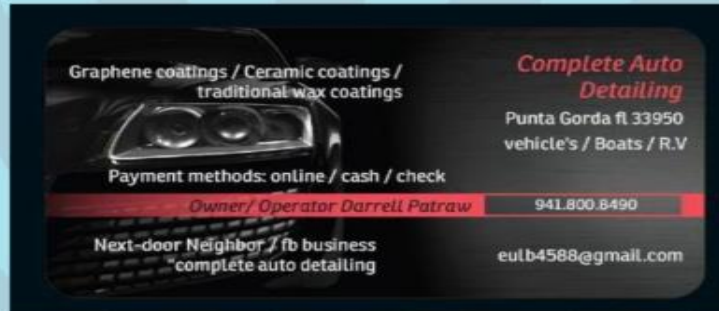 Graphene coatings / Ceramic coatings /
traditional wax coatings
Complete Auto
Detailing
Punta Gorda fl 33950
vehicle's / Boats / R.V
Payment methods: online / cash / check
Owner/ Operator Darrell Patraw
941.800.8490
Next-door Neighbor / fb business
"complete auto detailing
eulb4588@gmail.com